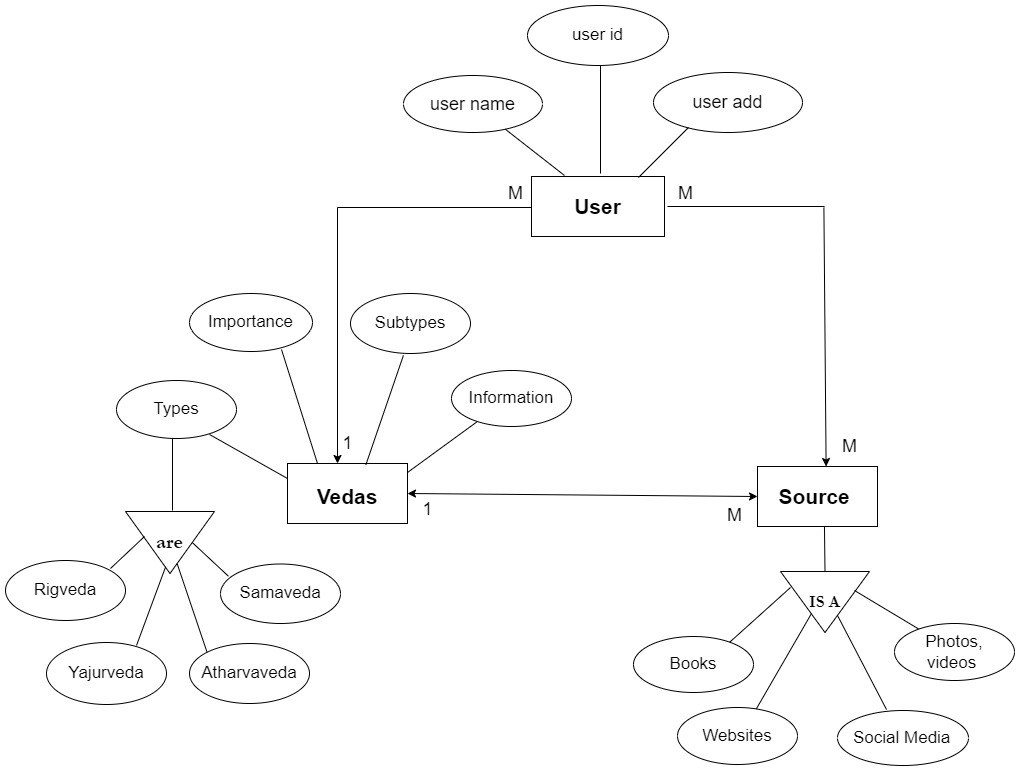 user id
user name
user add
M
User
M
Importance
Subtypes
Information
Types
1
M
Vedas
Source
1
M
are
Rigveda
Samaveda
Yajurveda
Atharvaveda
IS A
Books
Photos,
videos
Websites
Social Media